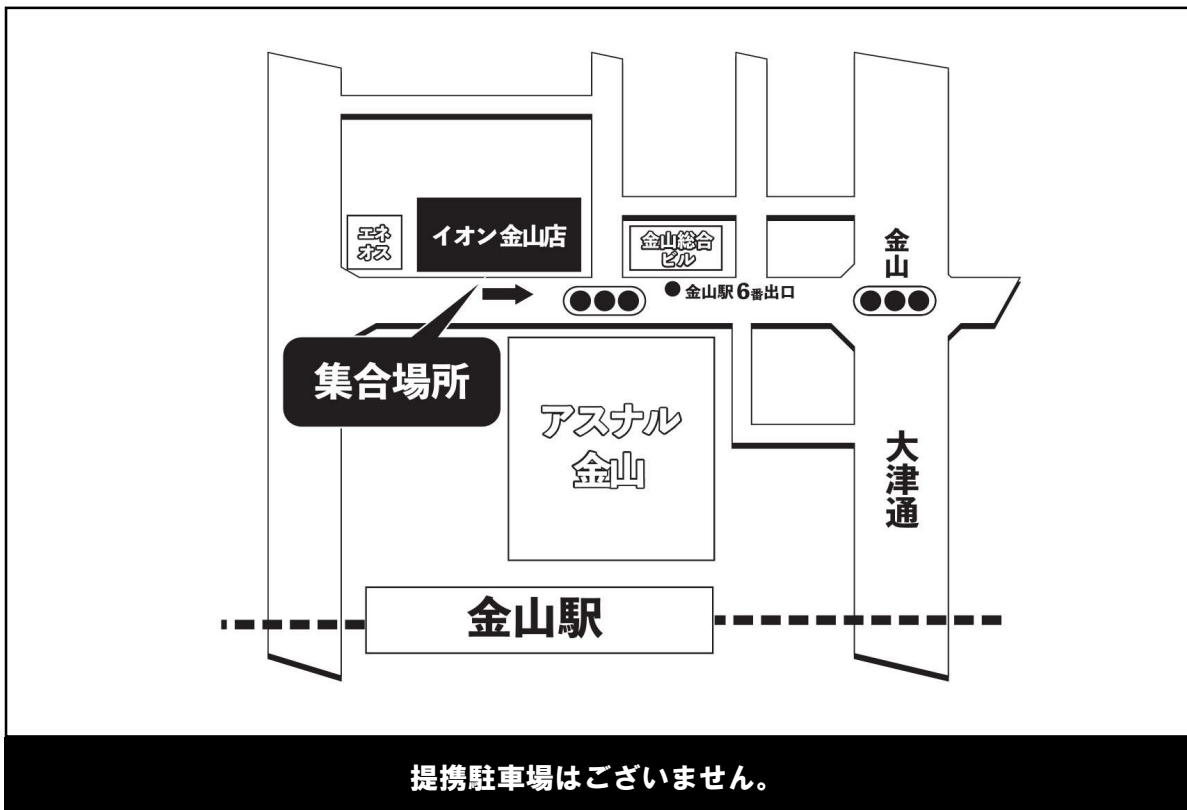 エネ
オス
イオン金山店
金山総合
ビル
金山
金山駅6番出口
集合場所
アスナル
金山
大津通
金山駅
提携駐車場はございません。